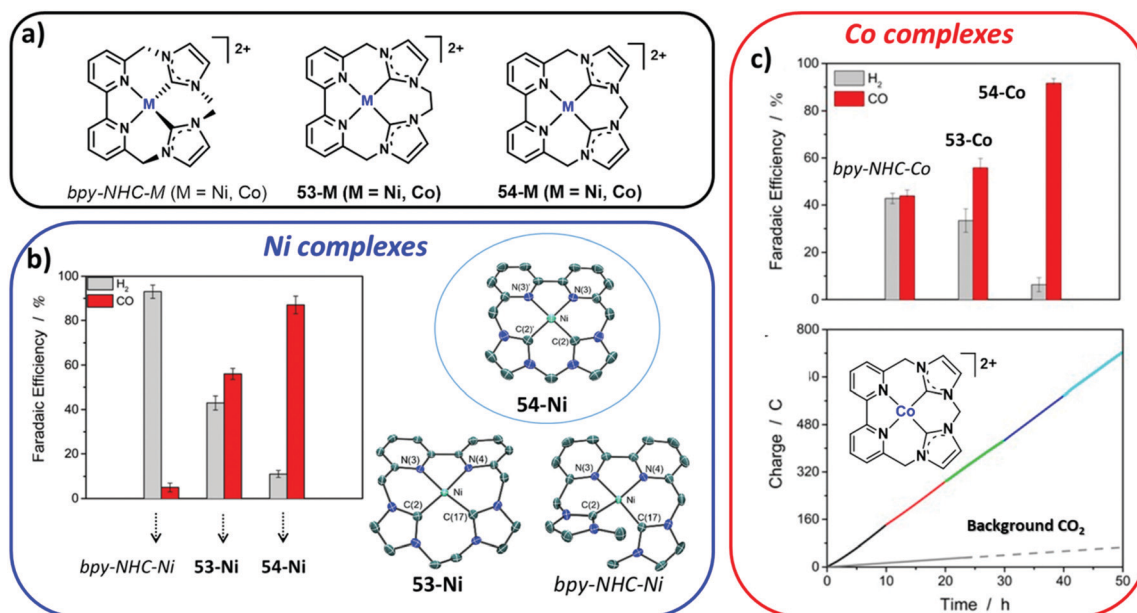 a)
2+
2+
2+
N N N N M
N N N N N N M
N N N N N N M
bpy-NHC-M (M = Ni, Co)
53-M (M = Ni, Co)
54-M (M = Ni, Co)
Ni complexes
b)
100
80
60
40
20
0
Faradaic Efficiency / %
H₂
CO
bpy-NHC-Ni
53-Ni
54-Ni
N(3)' N(3)
Ni
C(2)' C(2)
54-Ni
N(3) N(4)
Ni
C(2) C(17)
53-Ni
N(3) N(4)
Ni
C(2) C(17)
bpy-NHC-Ni
Co complexes
c)
100
80
60
40
20
0
Faradaic Efficiency / %
H₂
CO
bpy-NHC-Co
53-Co
54-Co
800
480
320
160
0
Charge / C
2+
N N N N N N Co
Background CO₂
0 10 20 30 40 50
Time / h